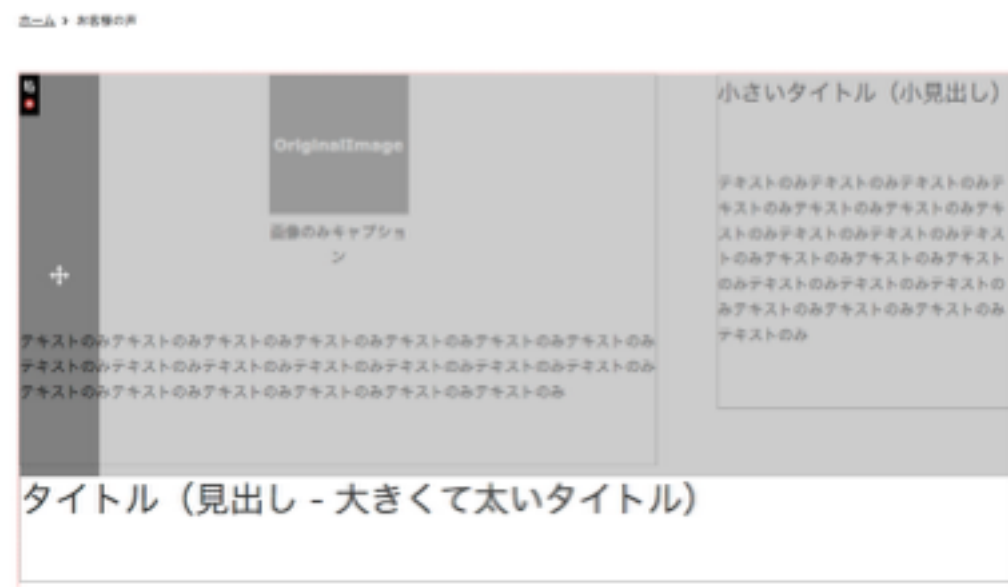 ホーム › お客様の声
OriginalImage
画像のみキャプショ
ン
テキストのみテキストのみテキストのみテキストのみテキストのみテキストのみテキストのみ
テキストのみテキストのみテキストのみテキストのみテキストのみテキストのみテキストのみ
テキストのみテキストのみテキストのみテキストのみテキストのみテキストのみ
小さいタイトル（小見出し）
テキストのみテキストのみテキストのみテ
キストのみテキストのみテキストのみテキ
ストのみテキストのみテキストのみテキス
トのみテキストのみテキストのみテキスト
のみテキストのみテキストのみテキストの
みテキストのみテキストのみテキストのみ
テキストのみ
タイトル（見出し - 大きくて太いタイトル）